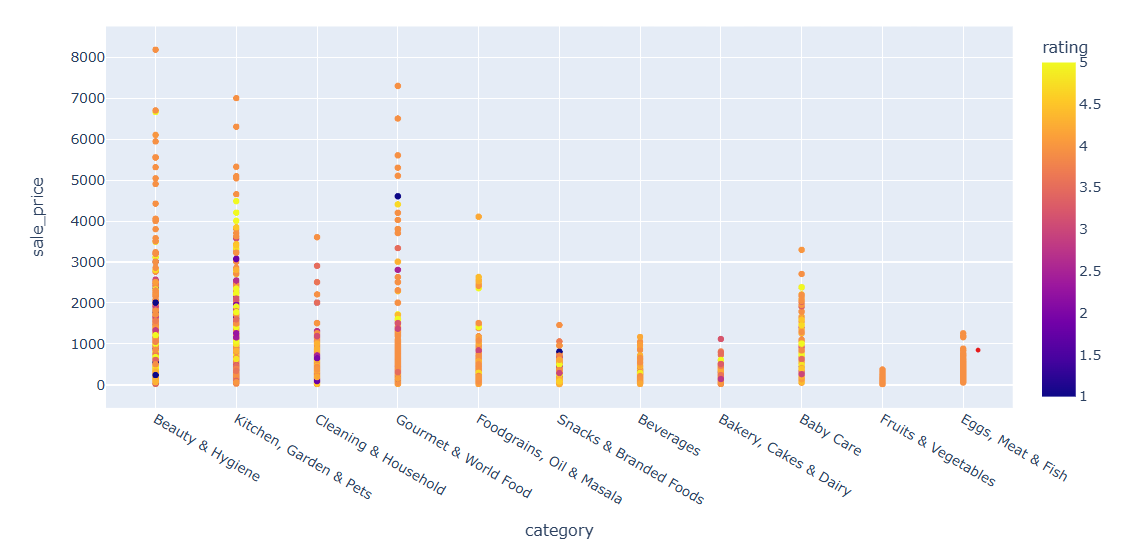 rating
5
4.5
4
3.5
3
2.5
2
1.5
1
sale_price
8000
7000
6000
5000
4000
3000
2000
1000
0
Beauty & Hygiene
Kitchen, Garden & Pets
Cleaning & Household
Gourmet & World Food
Foodgrains, Oil & Masala
Snacks & Branded Foods
Beverages
Bakery, Cakes & Dairy
Baby Care
Fruits & Vegetables
Eggs, Meat & Fish
category